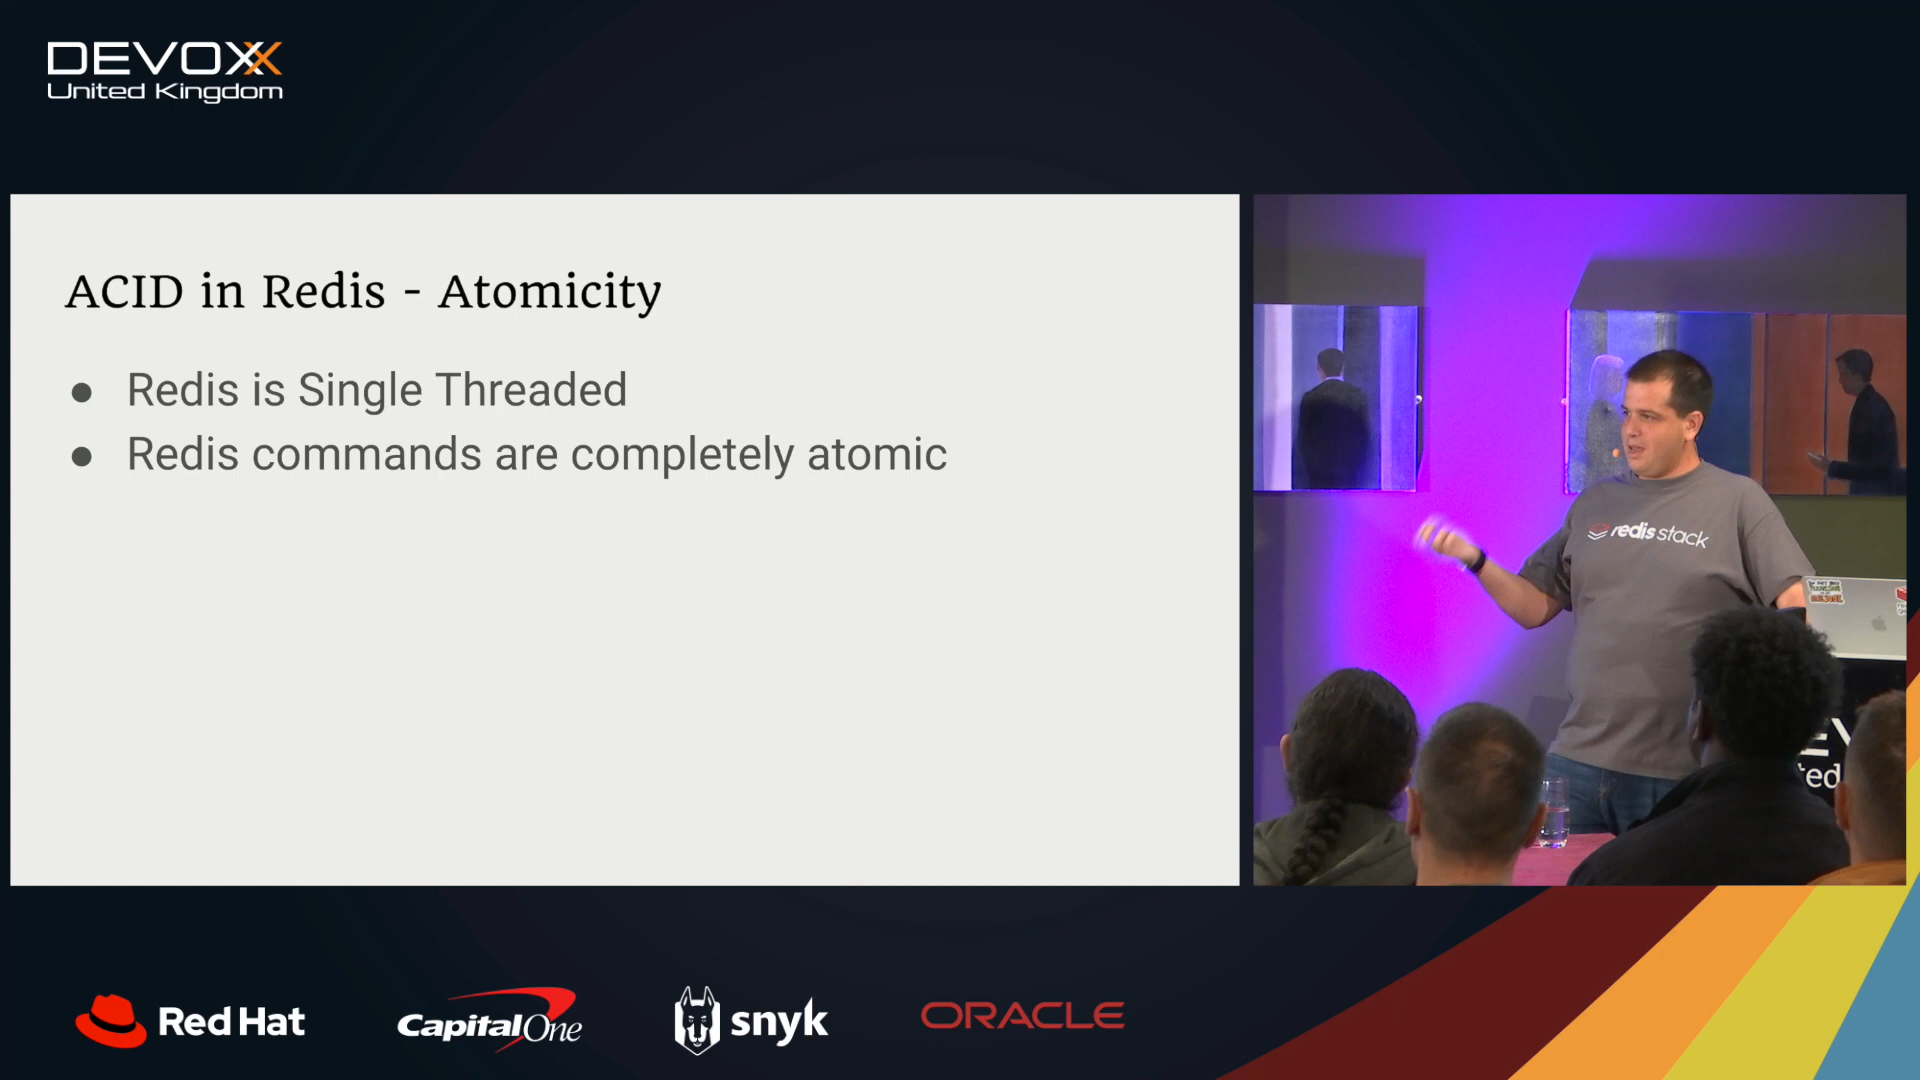 DEVOXX
United Kingdom
ACID in Redis - Atomicity
● Redis is Single Threaded
● Redis commands are completely atomic
redis stack
ted
Red Hat
Capital One
snyk
ORACLE